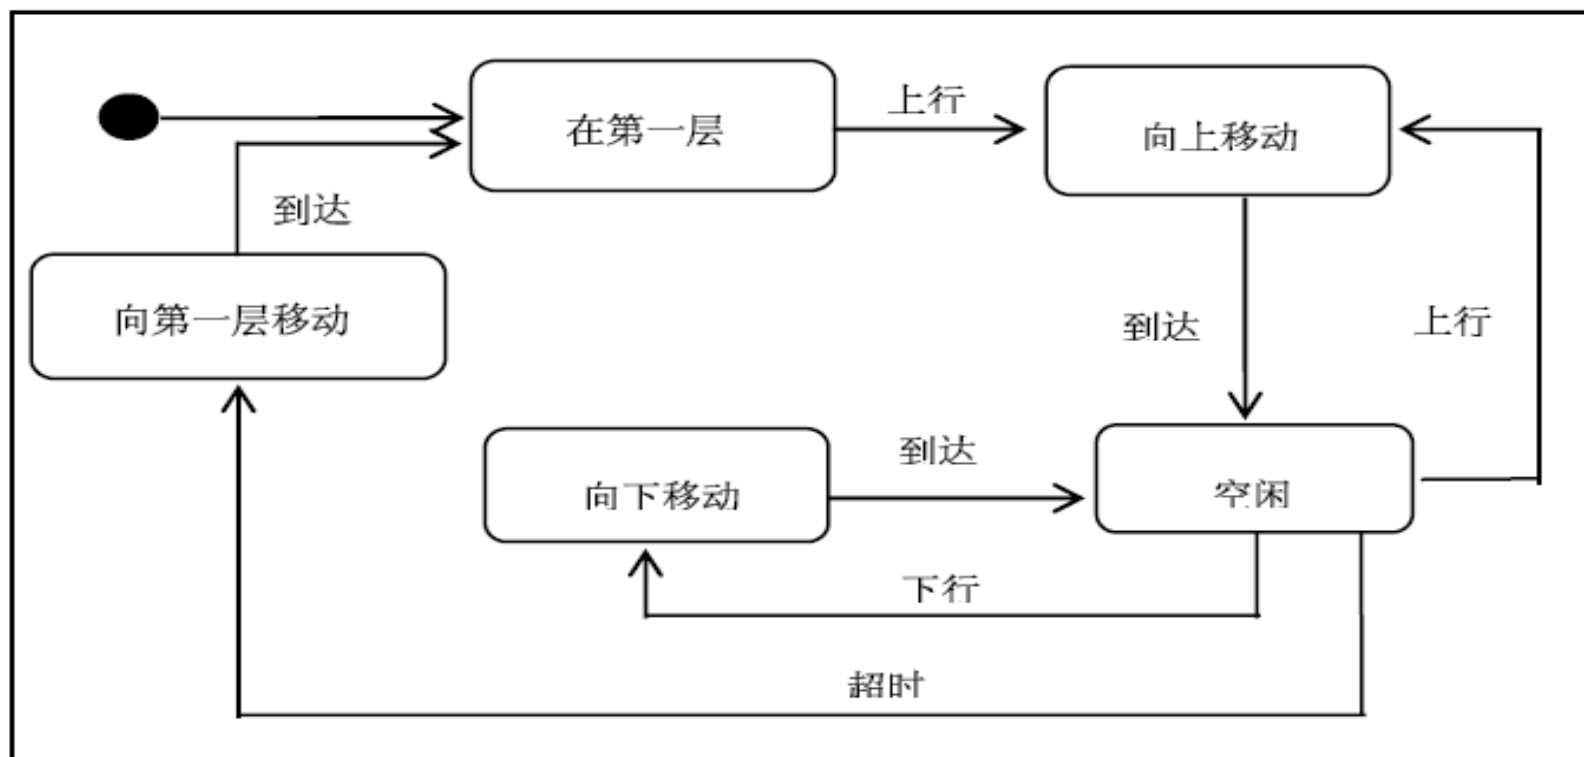 在第一层
上行
向上移动
到达
向第一层移动
到达
上行
向下移动
到达
空闲
下行
超时